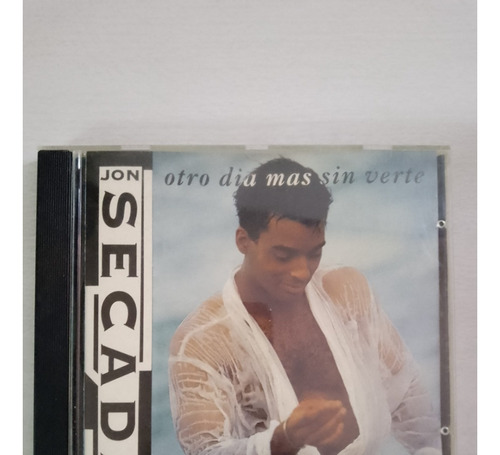 JON
SECADA
otro dia mas sin verte